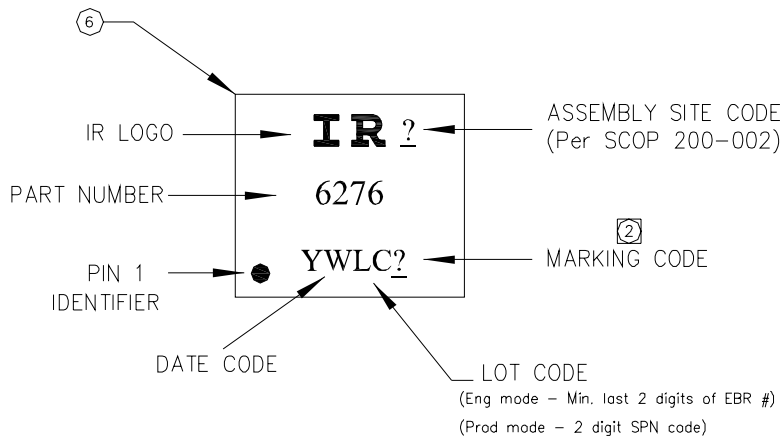 6
IR LOGO
IR ?
ASSEMBLY SITE CODE
(Per SCOP 200-002)
PART NUMBER
6276
2
PIN 1
IDENTIFIER
YWLC?
MARKING CODE
DATE CODE
LOT CODE
(Eng mode - Min. last 2 digits of EBR #)
(Prod mode - 2 digit SPN code)